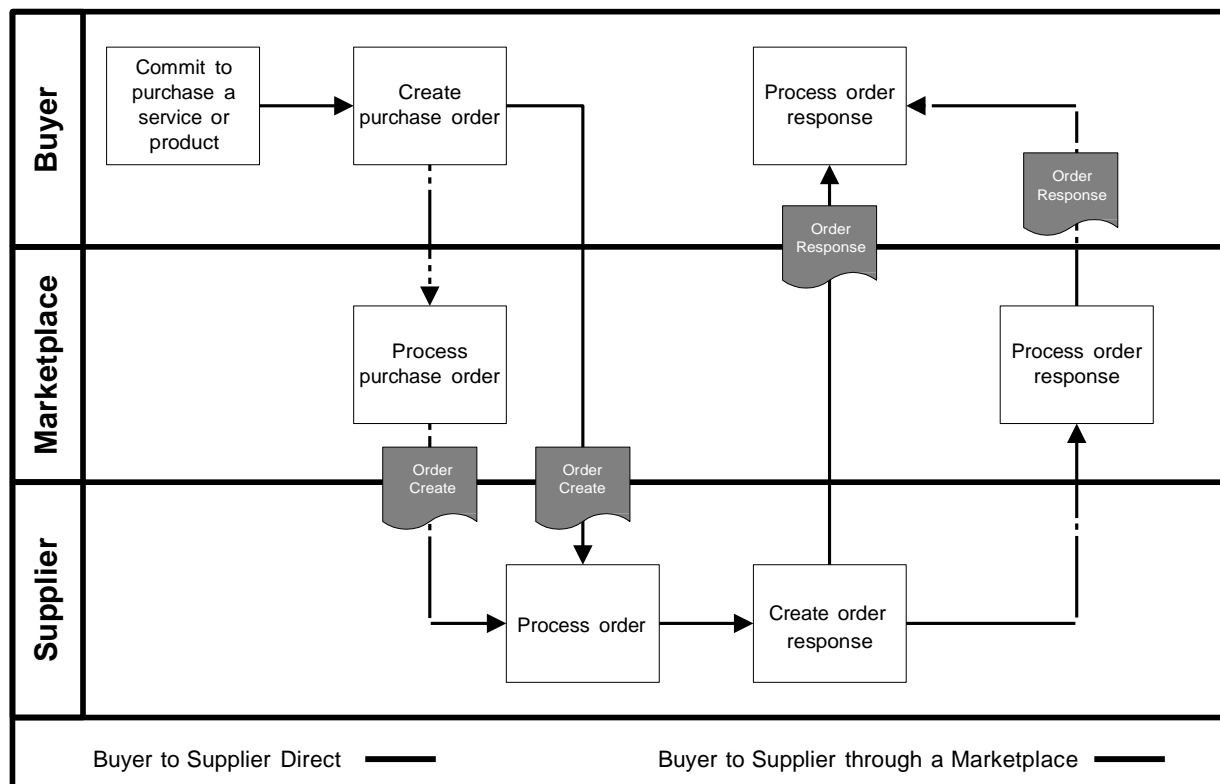 Buyer
Commit to
purchase a
service or
product
Create
purchase order
Process order
response
Order
Response
Order
Response
Marketplace
Process
purchase order
Process order
response
Order
Create
Order
Create
Supplier
Process order
Create order
response
Buyer to Supplier Direct
Buyer to Supplier through a Marketplace